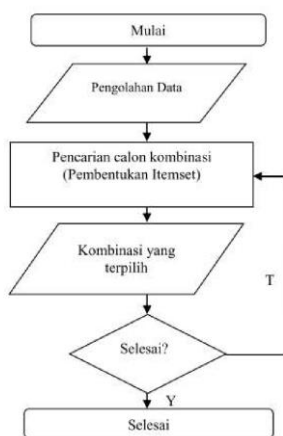 Mulai
Pengolahan Data
Pencarian calon kombinasi
(Pembentukan Itemset)
Kombinasi yang
terpilih
T
Selesai?
Y
Selesai